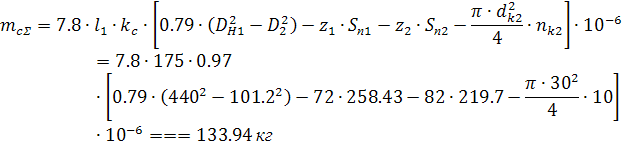 m_{cΣ} = 7.8 · l_1 · k_c · [0.79 · (D_{H1}^2 − D_2^2) − z_1 · S_{n1} − z_2 · S_{n2} − \frac{π · d_{k2}^2}{4} · n_{k2}] · 10^{−6}
= 7.8 · 175 · 0.97
· [0.79 · (440^2 − 101.2^2) − 72 · 258.43 − 82 · 219.7 − \frac{π · 30^2}{4} · 10]
· 10^{−6} === 133.94 кг